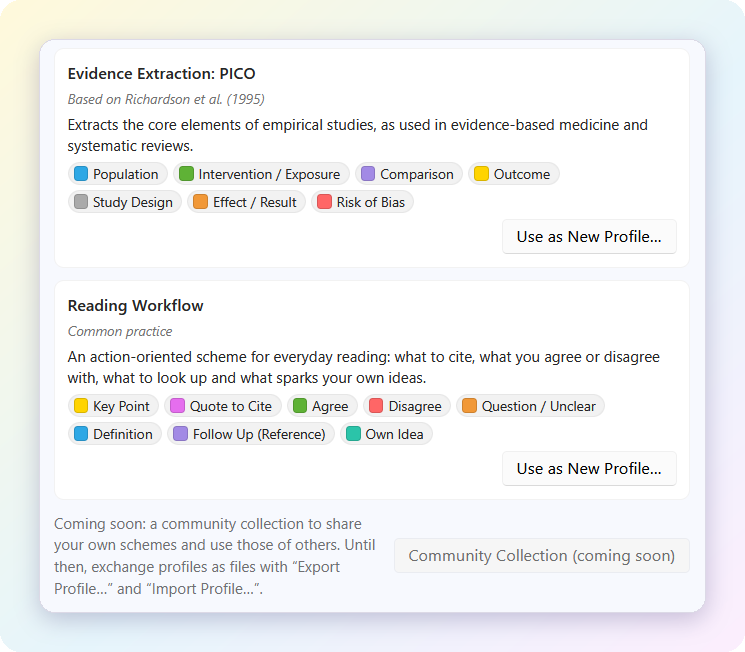 Evidence Extraction: PICO
Based on Richardson et al. (1995)
Extracts the core elements of empirical studies, as used in evidence-based medicine and
systematic reviews.
Population Intervention / Exposure Comparison Outcome
Study Design Effect / Result Risk of Bias
Use as New Profile...
Reading Workflow
Common practice
An action-oriented scheme for everyday reading: what to cite, what you agree or disagree
with, what to look up and what sparks your own ideas.
Key Point Quote to Cite Agree Disagree Question / Unclear
Definition Follow Up (Reference) Own Idea
Use as New Profile...
Coming soon: a community collection to share
your own schemes and use those of others. Until
then, exchange profiles as files with “Export
Profile...” and “Import Profile...”.
Community Collection (coming soon)